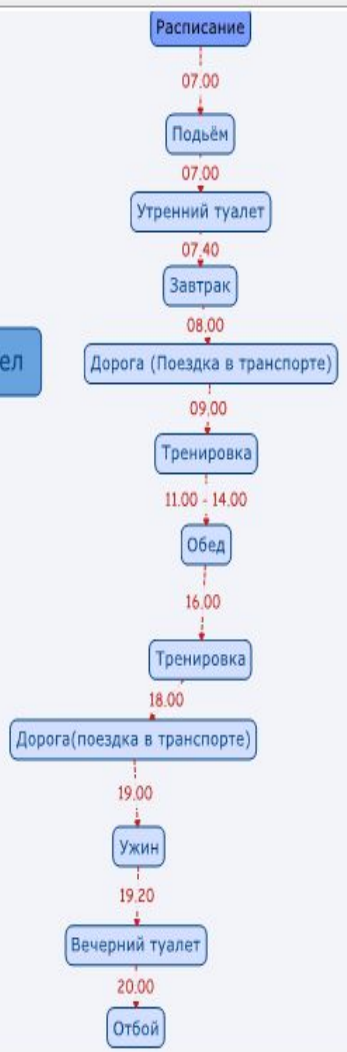 Расписание
07.00
Подьём
07.00
Утренний туалет
07.40
Завтрак
08.00
ел
Дорога (Поездка в транспорте)
09.00
Тренировка
11.00 - 14.00
Обед
16.00
Тренировка
18.00
Дорога(поездка в транспорте)
19.00
Ужин
19.20
Вечерний туалет
20.00
Отбой